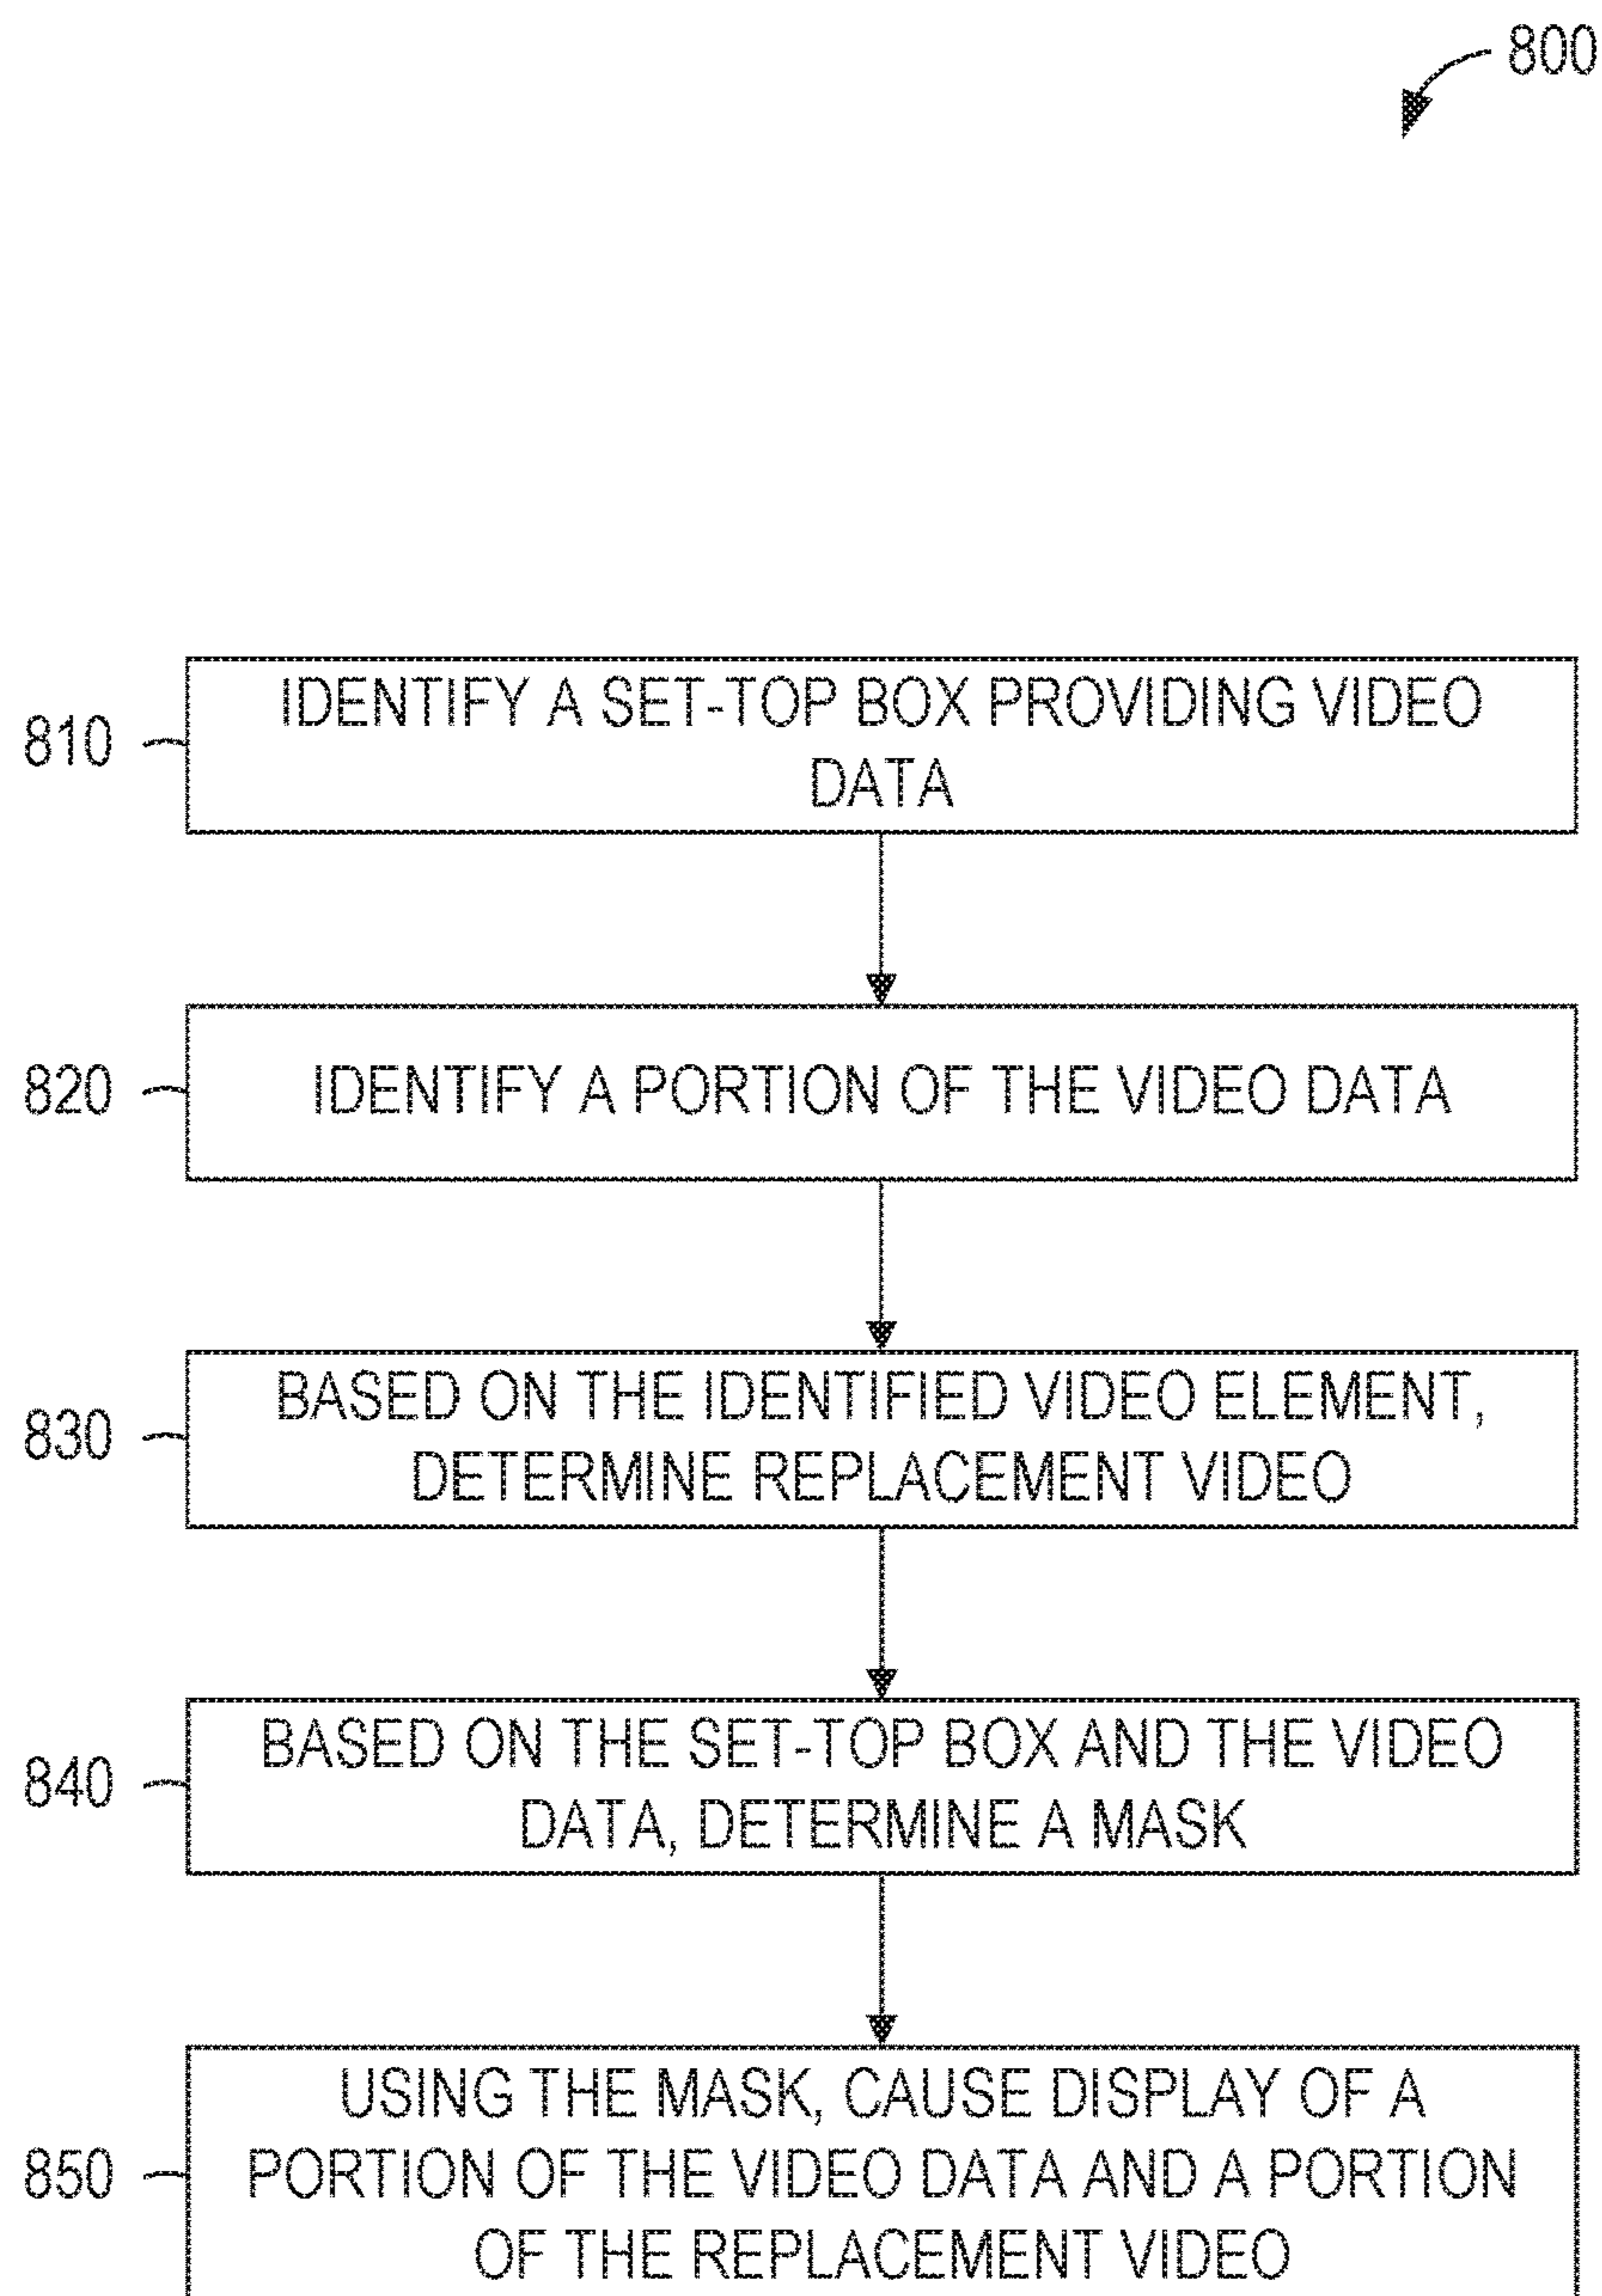 800
810
IDENTIFY A SET-TOP BOX PROVIDING VIDEO
DATA
820
IDENTIFY A PORTION OF THE VIDEO DATA
830
BASED ON THE IDENTIFIED VIDEO ELEMENT,
DETERMINE REPLACEMENT VIDEO
840
BASED ON THE SET-TOP BOX AND THE VIDEO
DATA, DETERMINE A MASK
850
USING THE MASK, CAUSE DISPLAY OF A
PORTION OF THE VIDEO DATA AND A PORTION
OF THE REPLACEMENT VIDEO